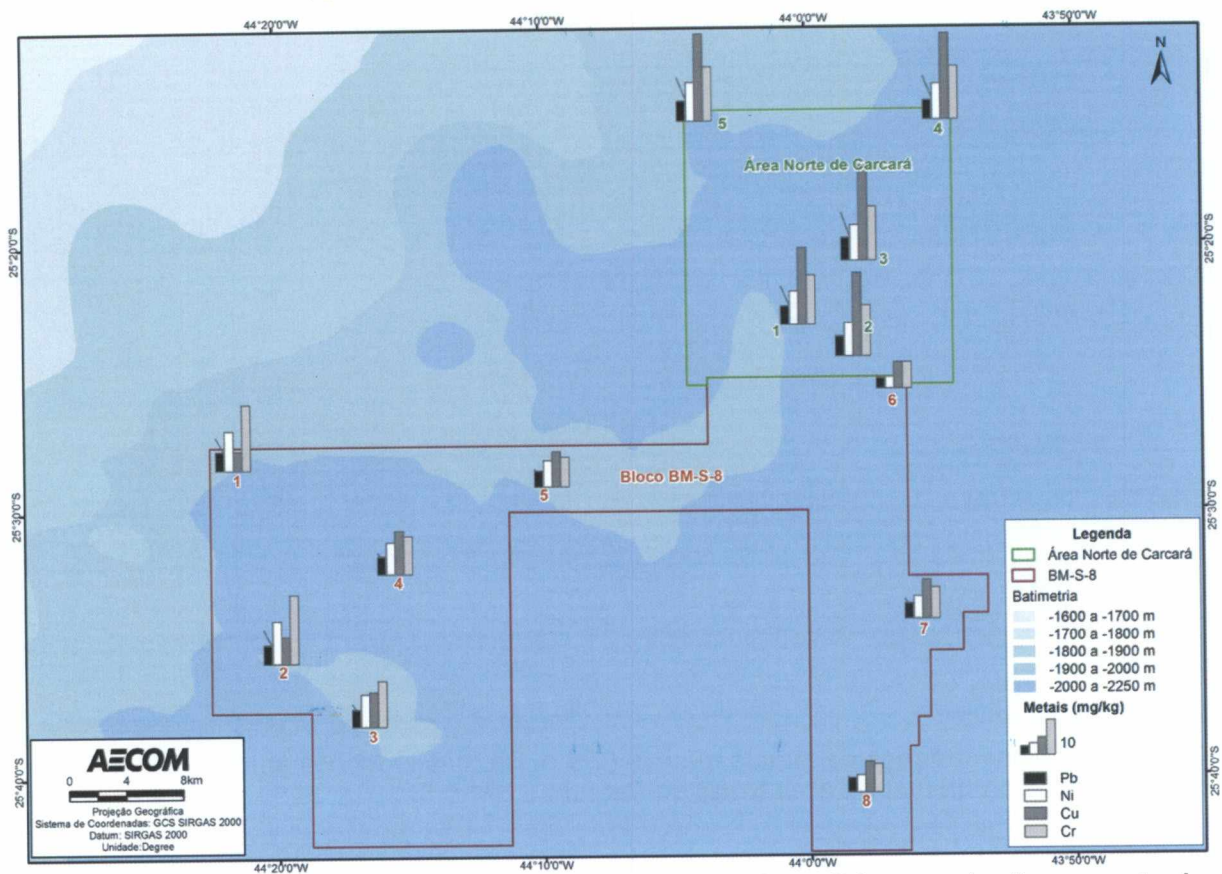 44°20'0"W
44°10'0"W
44°0'0"W
43°50'0"W
N
5
4
Área Norte de Carcará
25°20'0"S
25°20'0"S
3
1
2
6
1
5
Bloco BM-S-8
25°30'0"S
25°30'0"S
4
7
2
3
8
25°40'0"S
25°40'0"S
Legenda
Área Norte de Carcará
BM-S-8
Batimetria
-1600 a -1700 m
-1700 a -1800 m
-1800 a -1900 m
-1900 a -2000 m
-2000 a -2250 m
Metais (mg/kg)
10
Pb
Ni
Cu
Cr
AECOM
0 4 8km
Projeção Geográfica
Sistema de Coordenadas: GCS SIRGAS 2000
Datum: SIRGAS 2000
Unidade:Degree
44°20'0"W
44°10'0"W
44°0'0"W
43°50'0"W